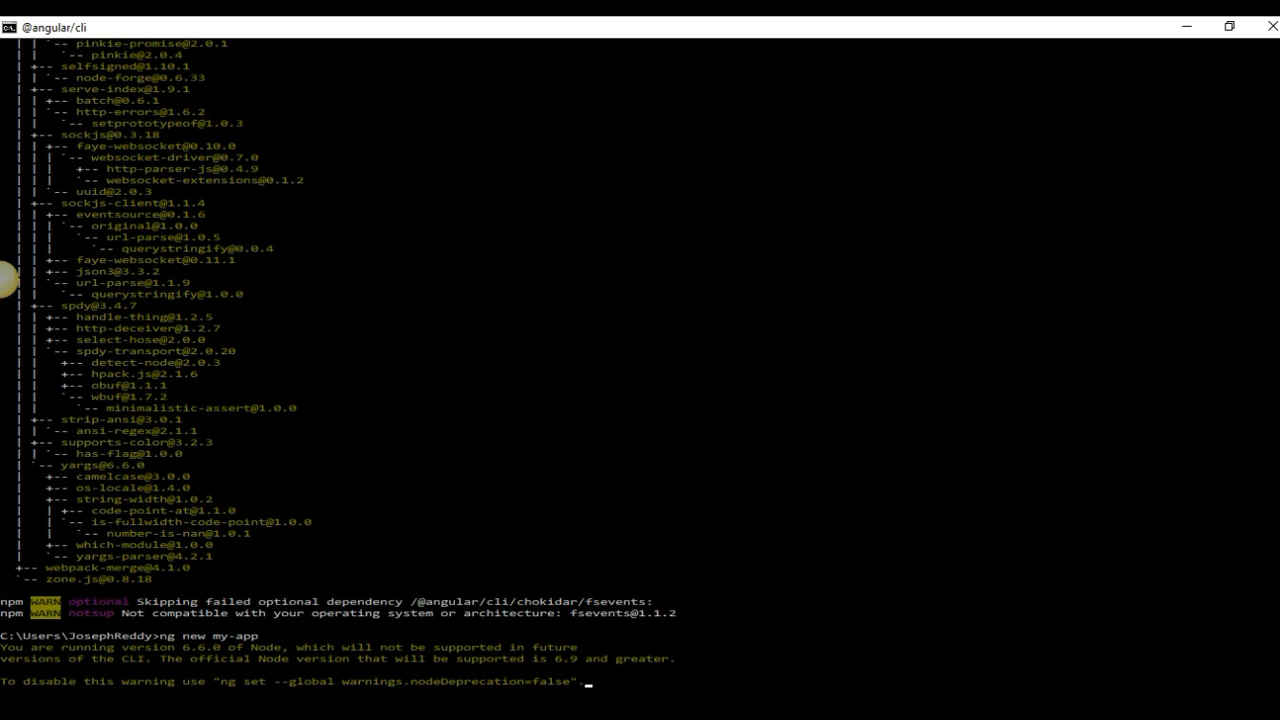 @angular/cli
| | `-- pinkie-promise@2.0.1
| |   `-- pinkie@2.0.4
| +-- selfsigned@1.10.1
| | `-- node-forge@0.6.33
| +-- serve-index@1.9.1
| | +-- batch@0.6.1
| | `-- http-errors@1.6.2
| |   `-- setprototypeof@1.0.3
| +-- sockjs@0.3.18
| | +-- faye-websocket@0.10.0
| | | `-- websocket-driver@0.7.0
| | |   +-- http-parser-js@0.4.9
| | |   `-- websocket-extensions@0.1.2
| | `-- uuid@2.0.3
| +-- sockjs-client@1.1.4
| | +-- eventsource@0.1.6
| | | `-- original@1.0.0
| | |   `-- url-parse@1.0.5
| | |     `-- querystringify@0.0.4
| | +-- faye-websocket@0.11.1
| | +-- json3@3.3.2
| | `-- url-parse@1.1.9
| |   `-- querystringify@1.0.0
| +-- spdy@3.4.7
| | +-- handle-thing@1.2.5
| | +-- http-deceiver@1.2.7
| | +-- select-hose@2.0.0
| | `-- spdy-transport@2.0.20
| |   +-- detect-node@2.0.3
| |   +-- hpack.js@2.1.6
| |   +-- obuf@1.1.1
| |   `-- wbuf@1.7.2
| |     `-- minimalistic-assert@1.0.0
| +-- strip-ansi@3.0.1
| | `-- ansi-regex@2.1.1
| +-- supports-color@3.2.3
| | `-- has-flag@1.0.0
| `-- yargs@6.6.0
|   +-- camelcase@3.0.0
|   +-- os-locale@1.4.0
|   +-- string-width@1.0.2
|   | +-- code-point-at@1.1.0
|   | `-- is-fullwidth-code-point@1.0.0
|   |   `-- number-is-nan@1.0.1
|   +-- which-module@1.0.0
|   `-- yargs-parser@4.2.1
+-- webpack-merge@4.1.0
`-- zone.js@0.8.18
npm WARN optional Skipping failed optional dependency /@angular/cli/chokidar/fsevents:
npm WARN notsup Not compatible with your operating system or architecture: fsevents@1.1.2
C:\Users\JosephReddy>ng new my-app
You are running version 6.6.0 of Node, which will not be supported in future
versions of the CLI. The official Node version that will be supported is 6.9 and greater.
To disable this warning use "ng set --global warnings.nodeDeprecation=false".